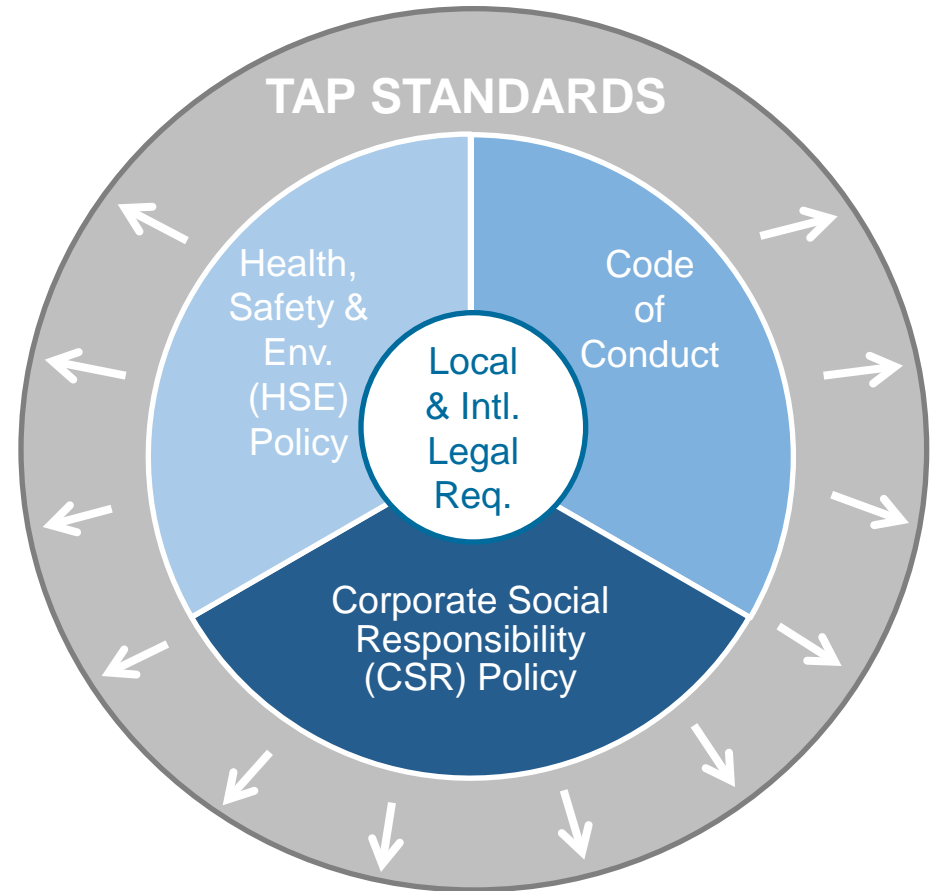 TAP STANDARDS
Health,
Safety &
Env.
(HSE)
Policy
Code
of
Conduct
Local
& Intl.
Legal
Req.
Corporate Social
Responsibility
(CSR) Policy